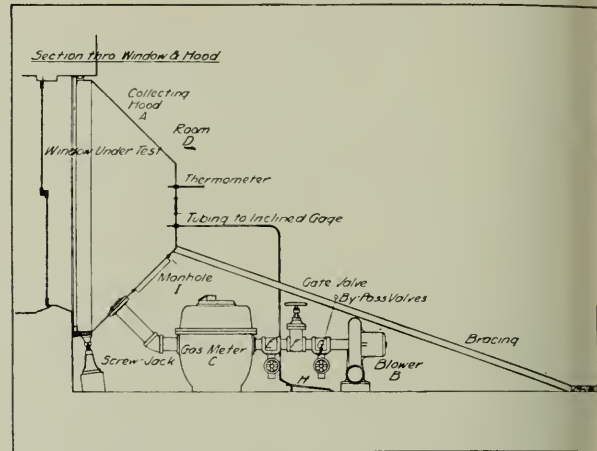 Section thro Window & Hood
Collecting
Hood
A
Room
D
Window Under Test
Thermometer
Tubing to Inclined Gage
Manhole
I
Gate Valve
By-Pass Valves
Bracing
Screw-Jack
Gas Meter
C
Blower
B
H